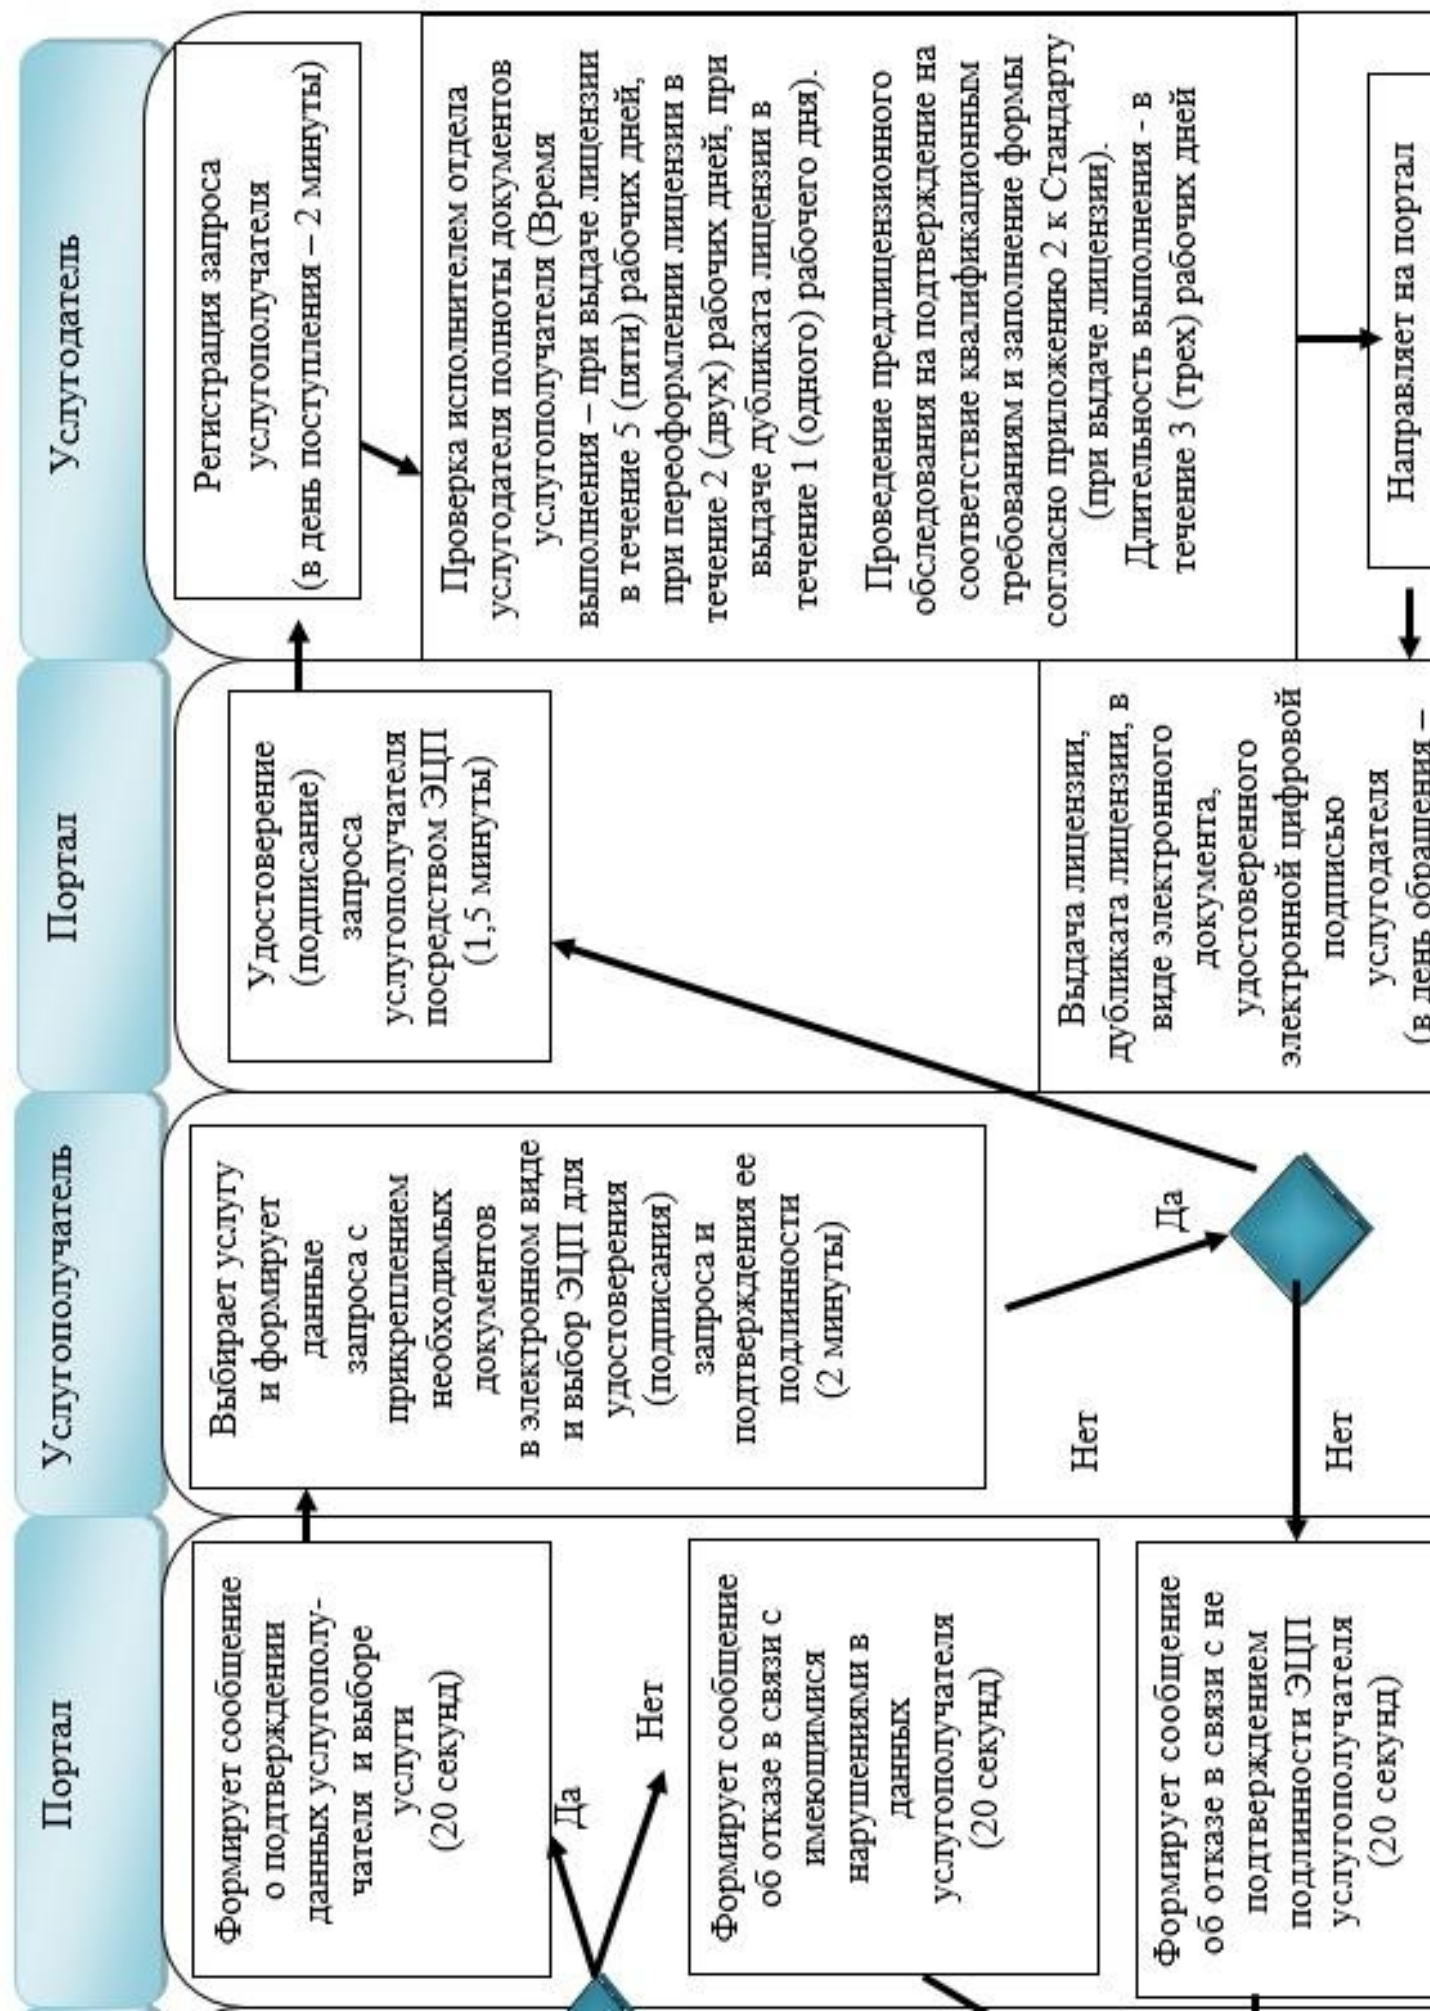 Портал
Услугополучатель
Портал
Услугодатель
Формирует сообщение
о подтверждении
данных услугополу-
чателя и выборе
услуги
(20 секунд)
Да
Нет
Формирует сообщение
об отказе в связи с
имеющимися
нарушениями в
данных
услугополучателя
(20 секунд)
Формирует сообщение
об отказе в связи с не
подтверждением
подлинности ЭЦП
услугополучателя
(20 секунд)
Выбирает услугу
и формирует
данные
запроса с
прикреплением
необходимых
документов
в электронном виде
и выбор ЭЦП для
удостоверения
(подписания)
запроса и
подтверждения ее
подлинности
(2 минуты)
Нет
Да
Нет
Удостоверение
(подписание)
запроса
услугополучателя
посредством ЭЦП
(1,5 минуты)
Выдача лицензии,
дубликата лицензии, в
виде электронного
документа,
удостоверенного
электронной цифровой
подписью
услугодателя
(в день обращения –
Регистрация запроса
услугополучателя
(в день поступления – 2 минуты)
Проверка исполнителем отдела
услугодателя полноты документов
услугополучателя (Время
выполнения – при выдаче лицензии
в течение 5 (пяти) рабочих дней,
при переоформлении лицензии в
течение 2 (двух) рабочих дней, при
выдаче дубликата лицензии в
течение 1 (одного) рабочего дня).
Проведение предлицензионного
обследования на подтверждение на
соответствие квалификационным
требованиям и заполнение формы
согласно приложению 2 к Стандарту
(при выдаче лицензии).
Длительность выполнения - в
течение 3 (трех) рабочих дней
Направляет на портал